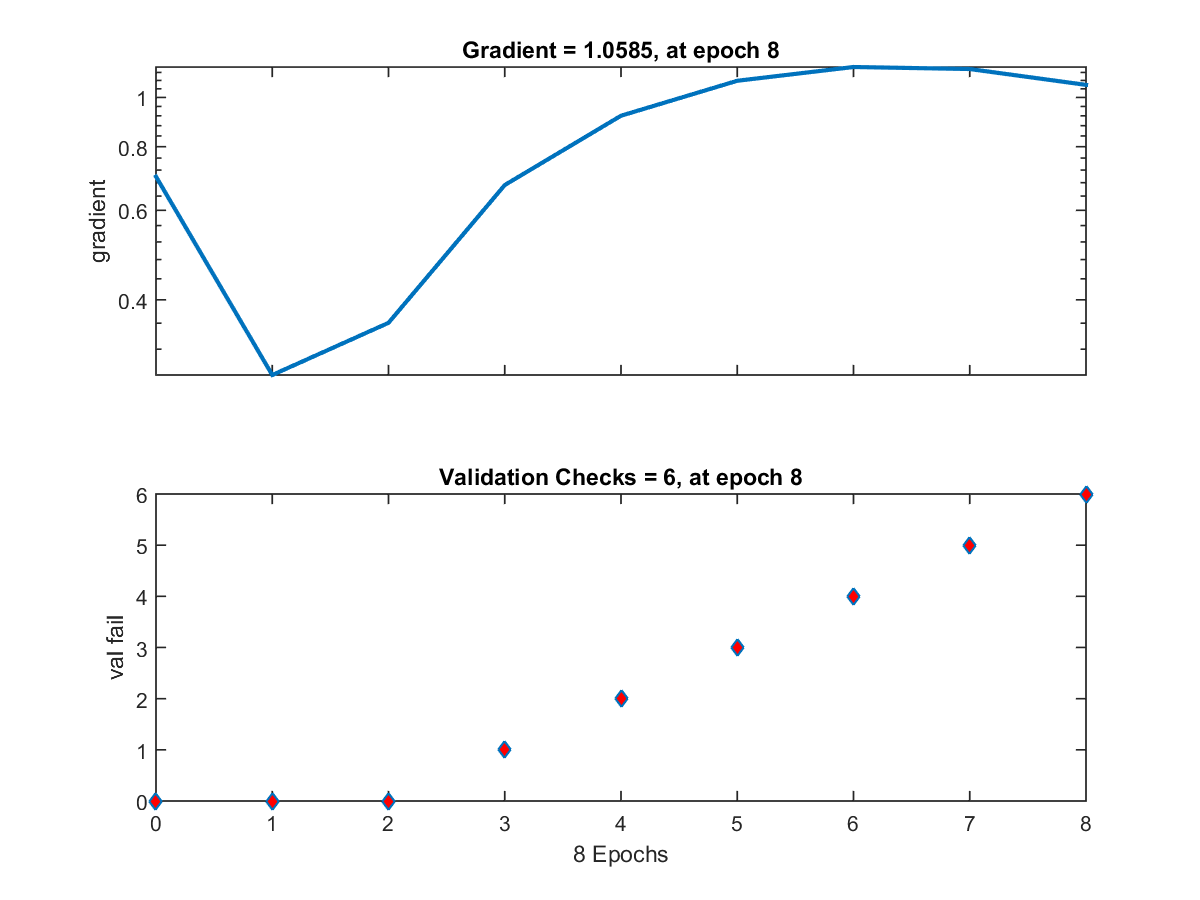 Gradient = 1.0585, at epoch 8
1
0.8
0.6
0.4
gradient
Validation Checks = 6, at epoch 8
6
5
4
3
2
1
0
val fail
0 1 2 3 4 5 6 7 8
8 Epochs